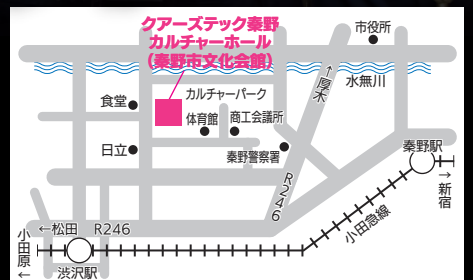 クアーズテック秦野
カルチャーホール
（秦野市文化会館）
市役所
←厚木
水無川
食堂
カルチャーパーク
体育館
商工会議所
日立
秦野警察署
秦野駅
→新宿
R246
小田急線
←松田 R246
小田原←
渋沢駅